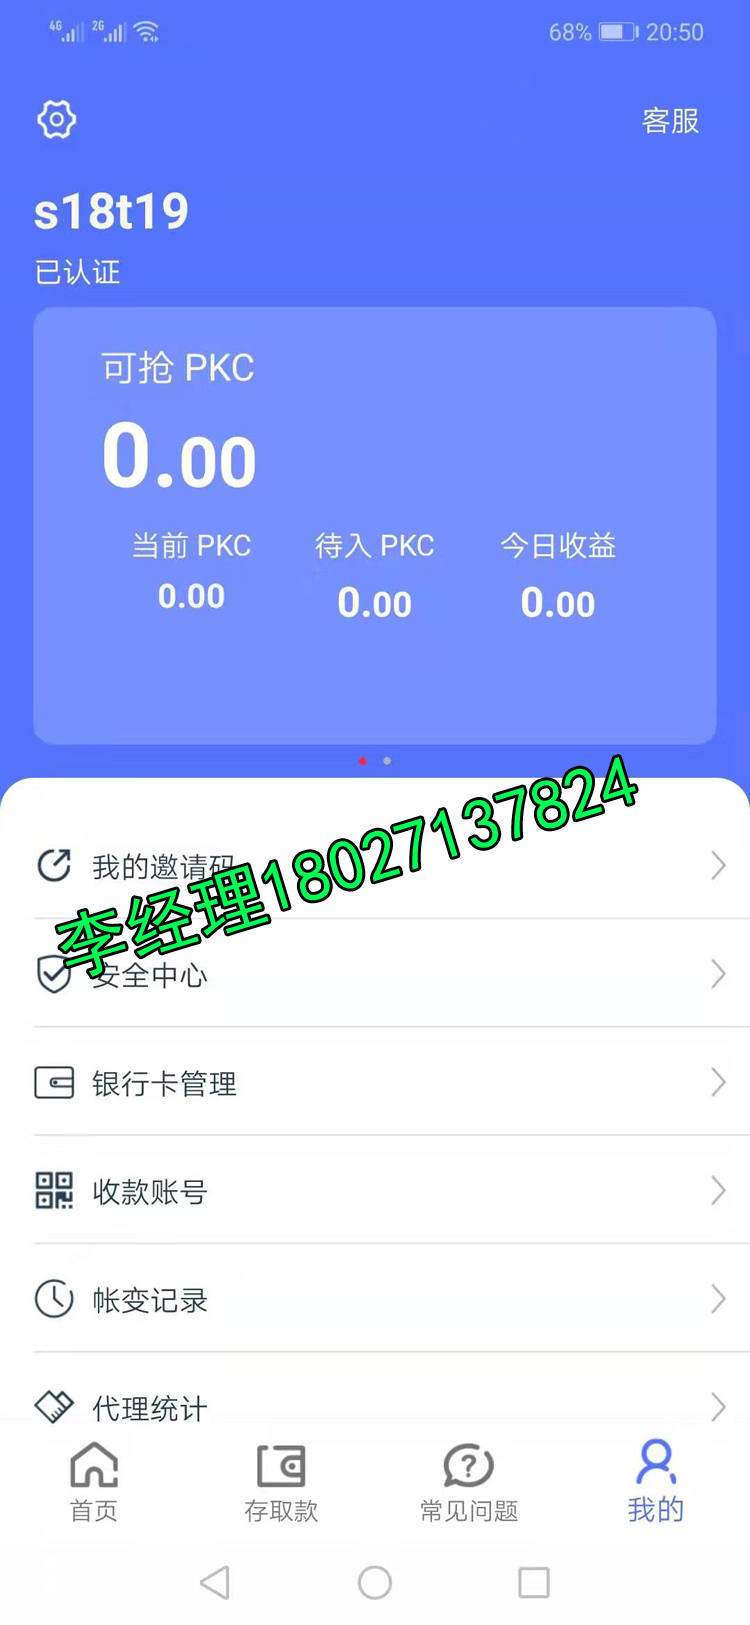 4G 2G 68% 20:50
客服
s18t19
已认证
可抢 PKC
0.00
当前 PKC 待入 PKC 今日收益
0.00 0.00 0.00
我的邀请码
李经理18027137824
安全中心
银行卡管理
收款账号
帐变记录
代理统计
首页 存取款 常见问题 我的